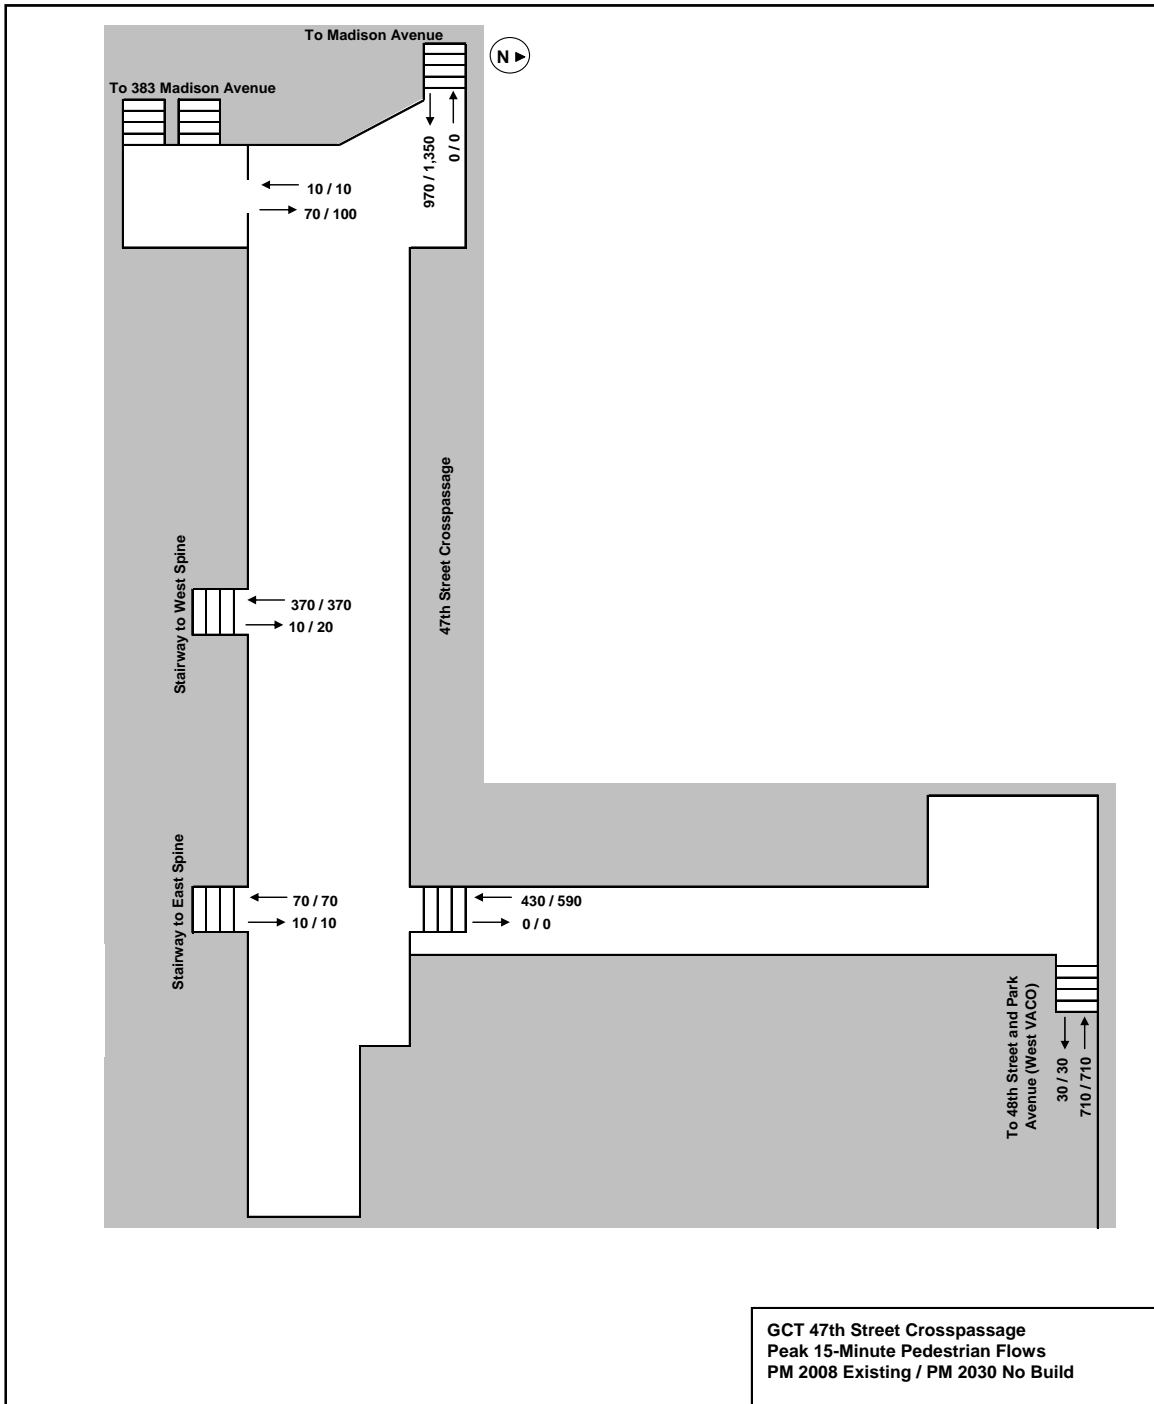 To Madison Avenue
N
To 383 Madison Avenue
970 / 1,350
0 / 0
10 / 10
70 / 100
47th Street Crosspassage
Stairway to West Spine
370 / 370
10 / 20
Stairway to East Spine
70 / 70
10 / 10
430 / 590
0 / 0
To 48th Street and Park
Avenue (West VACO)
30 / 30
710 / 710
GCT 47th Street Crosspassage
Peak 15-Minute Pedestrian Flows
PM 2008 Existing / PM 2030 No Build